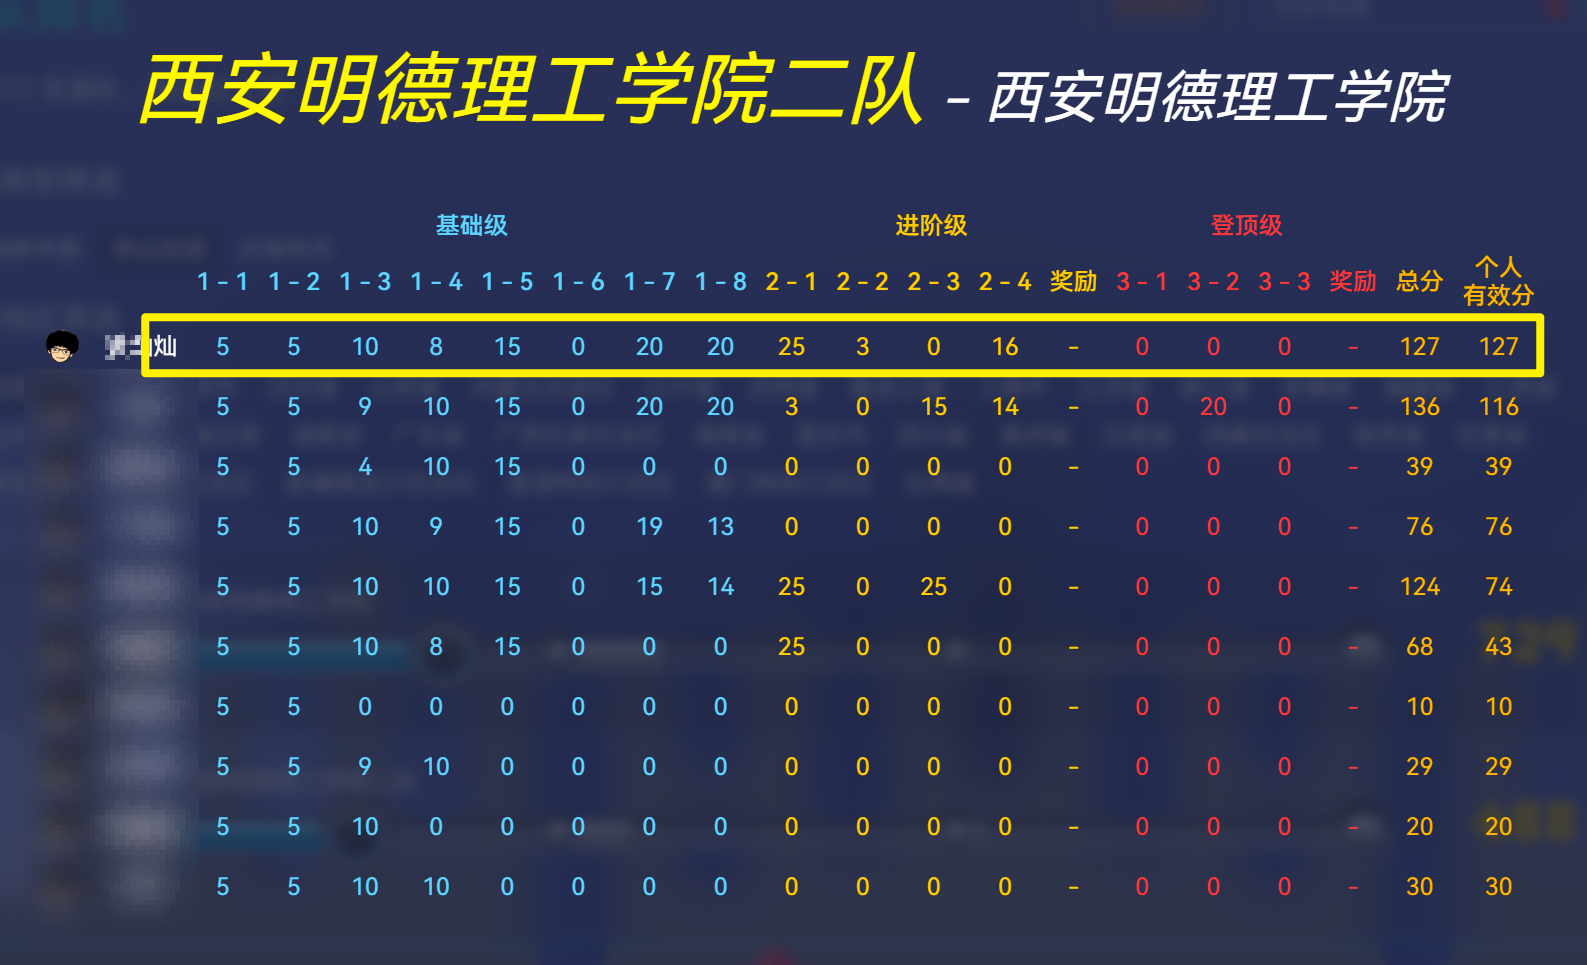 西安明德理工学院二队 - 西安明德理工学院
基础级 进阶级 登顶级
1-1 1-2 1-3 1-4 1-5 1-6 1-7 1-8 2-1 2-2 2-3 2-4 奖励 3-1 3-2 3-3 奖励 总分 个人有效分
灿 5 5 10 8 15 0 20 20 25 3 0 16 - 0 0 0 - 127 127
5 5 9 10 15 0 20 20 3 0 15 14 - 0 20 0 - 136 116
5 5 4 10 15 0 0 0 0 0 0 0 - 0 0 0 - 39 39
5 5 10 9 15 0 19 13 0 0 0 0 - 0 0 0 - 76 76
5 5 10 10 15 0 15 14 25 0 25 0 - 0 0 0 - 124 74
5 5 10 8 15 0 0 0 25 0 0 0 - 0 0 0 - 68 43
5 5 0 0 0 0 0 0 0 0 0 0 - 0 0 0 - 10 10
5 5 9 10 0 0 0 0 0 0 0 0 - 0 0 0 - 29 29
5 5 10 0 0 0 0 0 0 0 0 0 - 0 0 0 - 20 20
5 5 10 10 0 0 0 0 0 0 0 0 - 0 0 0 - 30 30